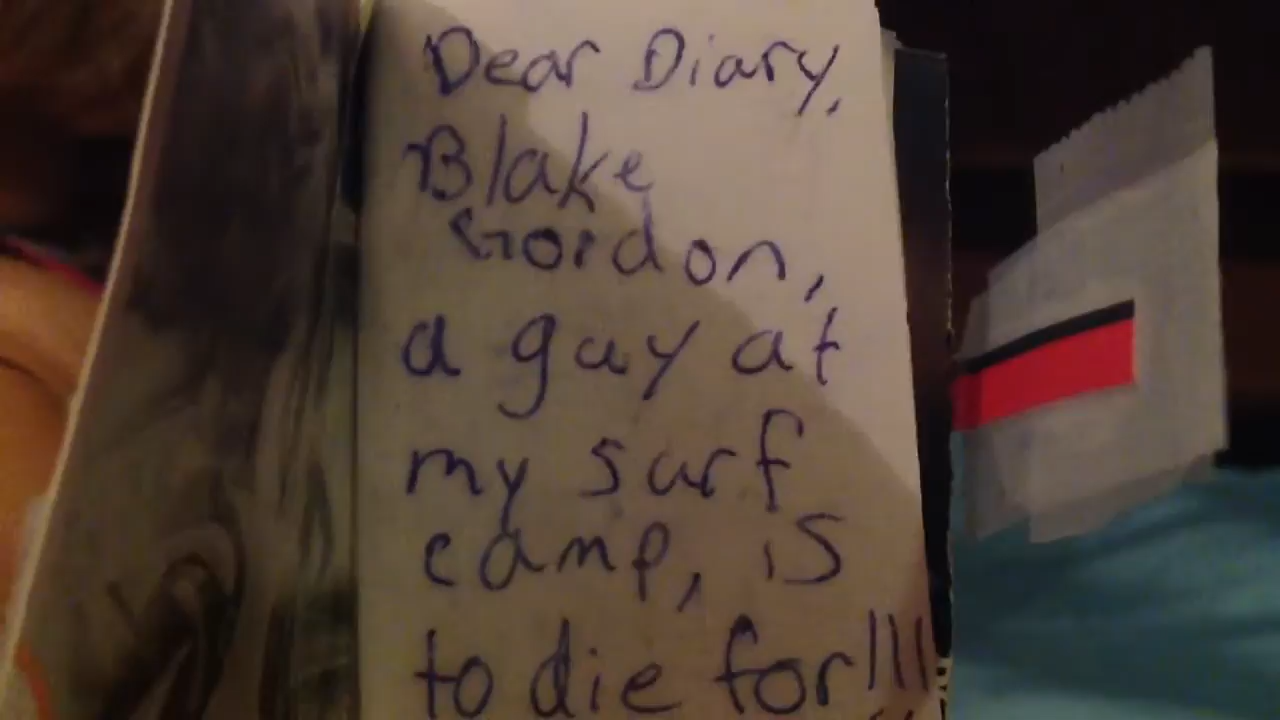 Dear Diary,
Blake
Gordon,
a guy at
my surf
camp, is
to die for!!!